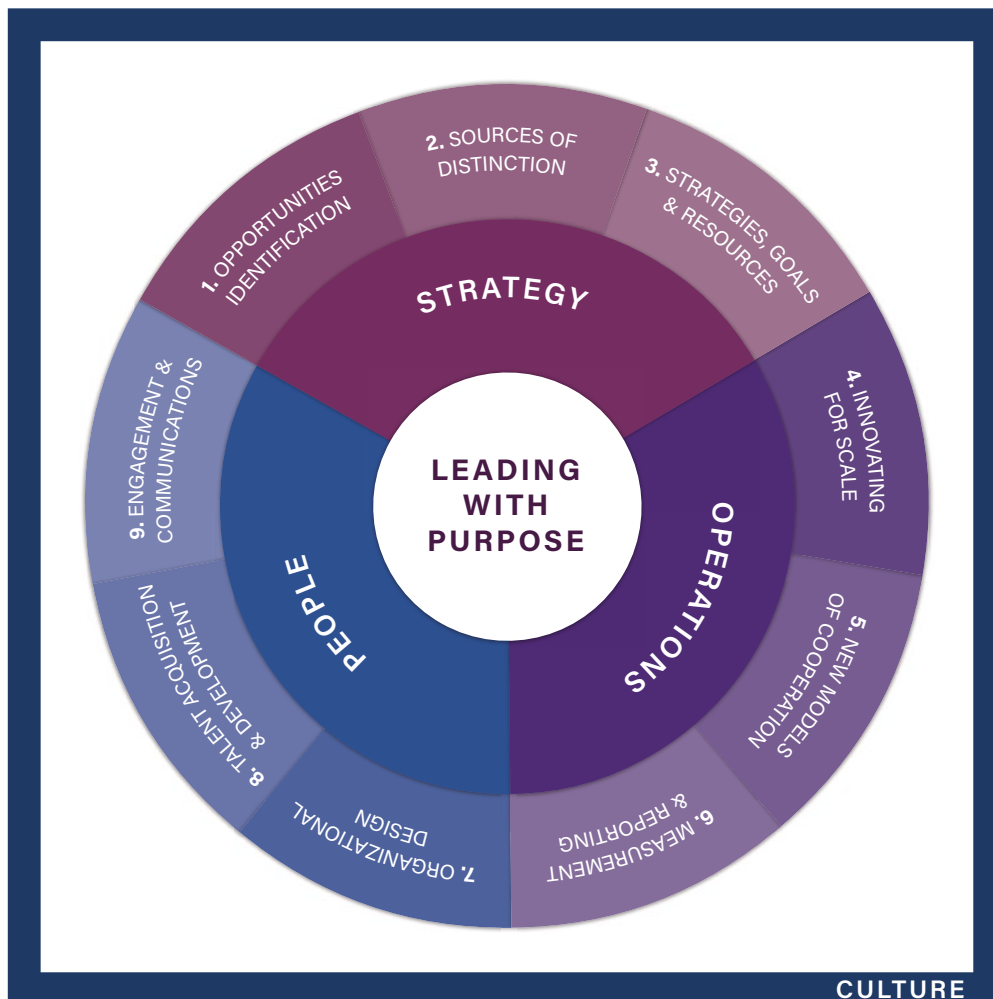 1. OPPORTUNITIES
IDENTIFICATION
2. SOURCES OF
DISTINCTION
3. STRATEGIES, GOALS
& RESOURCES
STRATEGY
4. INNOVATING
FOR SCALE
5. NEW MODELS
OF COOPERATION
6. MEASUREMENT
& REPORTING
OPERATIONS
7. ORGANIZATIONAL
DESIGN
8. TALENT ACQUISITION
& DEVELOPMENT
9. ENGAGEMENT &
COMMUNICATIONS
PEOPLE
LEADING
WITH
PURPOSE
CULTURE